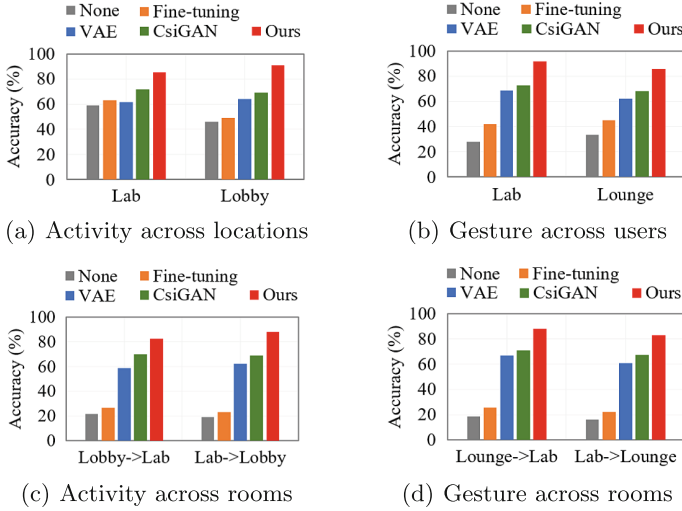 None Fine-tuning
VAE CsiGAN Ours
Accuracy (%)
100
80
60
40
20
0
Lab Lobby
(a) Activity across locations
None Fine-tuning
VAE CsiGAN Ours
Accuracy (%)
100
80
60
40
20
0
Lab Lounge
(b) Gesture across users
None Fine-tuning
VAE CsiGAN Ours
Accuracy (%)
100
80
60
40
20
0
Lobby->Lab Lab->Lobby
(c) Activity across rooms
None Fine-tuning
VAE CsiGAN Ours
Accuracy (%)
100
80
60
40
20
0
Lounge->Lab Lab->Lounge
(d) Gesture across rooms